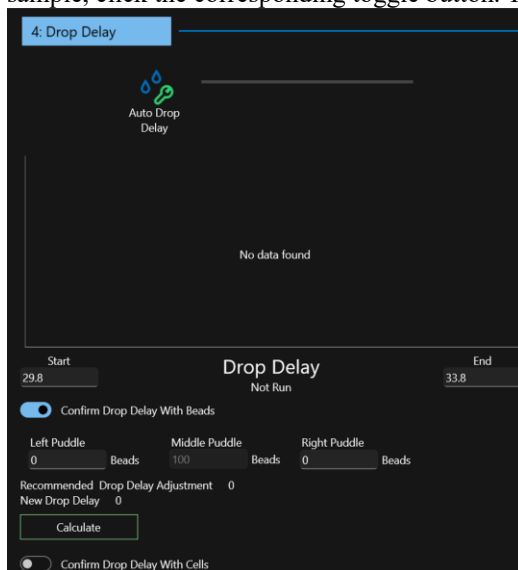 sample, click the corresponding toggle button. T
4: Drop Delay
Auto Drop
Delay
No data found
Start
Drop Delay
End
29.8
Not Run
33.8
Confirm Drop Delay With Beads
Left Puddle
Middle Puddle
Right Puddle
0 Beads
100 Beads
0 Beads
Recommended Drop Delay Adjustment 0
New Drop Delay 0
Calculate
Confirm Drop Delay With Cells